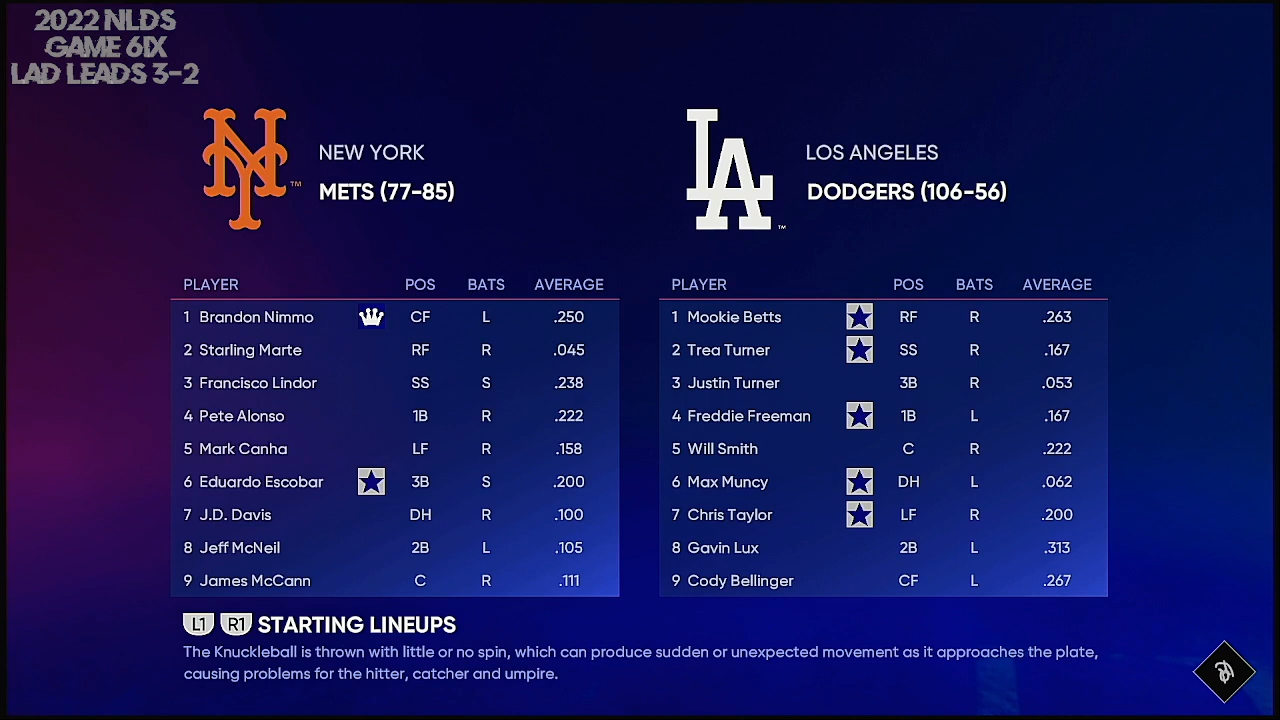 2022 NLDS
GAME 6IX
LAD LEADS 3-2
NEW YORK
METS (77-85)
LOS ANGELES
DODGERS (106-56)
PLAYER POS BATS AVERAGE
1 Brandon Nimmo CF L .250
2 Starling Marte RF R .045
3 Francisco Lindor SS S .238
4 Pete Alonso 1B R .222
5 Mark Canha LF R .158
6 Eduardo Escobar 3B S .200
7 J.D. Davis DH R .100
8 Jeff McNeil 2B L .105
9 James McCann C R .111
PLAYER POS BATS AVERAGE
1 Mookie Betts RF R .263
2 Trea Turner SS R .167
3 Justin Turner 3B R .053
4 Freddie Freeman 1B L .167
5 Will Smith C R .222
6 Max Muncy DH L .062
7 Chris Taylor LF R .200
8 Gavin Lux 2B L .313
9 Cody Bellinger CF L .267
L1 R1 STARTING LINEUPS
The Knuckleball is thrown with little or no spin, which can produce sudden or unexpected movement as it approaches the plate,
causing problems for the hitter, catcher and umpire.